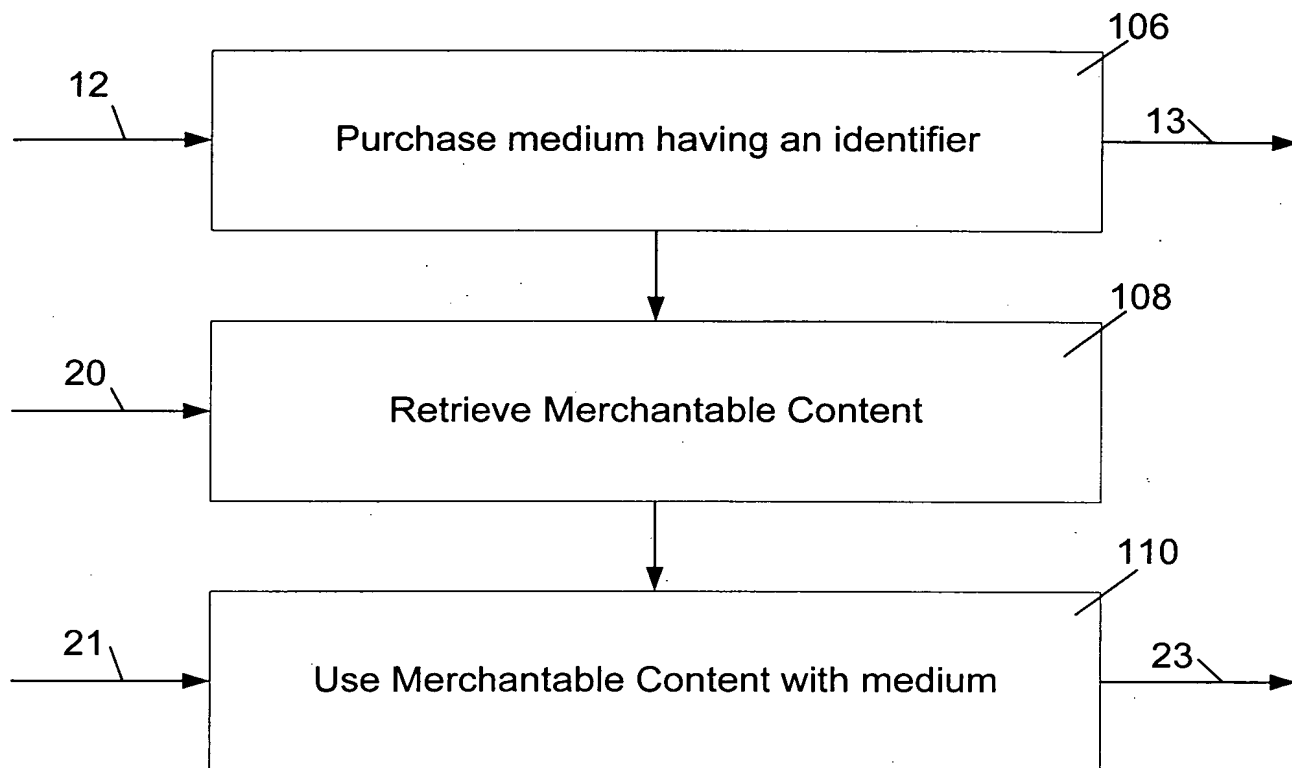 106
12
Purchase medium having an identifier
13
108
20
Retrieve Merchantable Content
110
21
Use Merchantable Content with medium
23